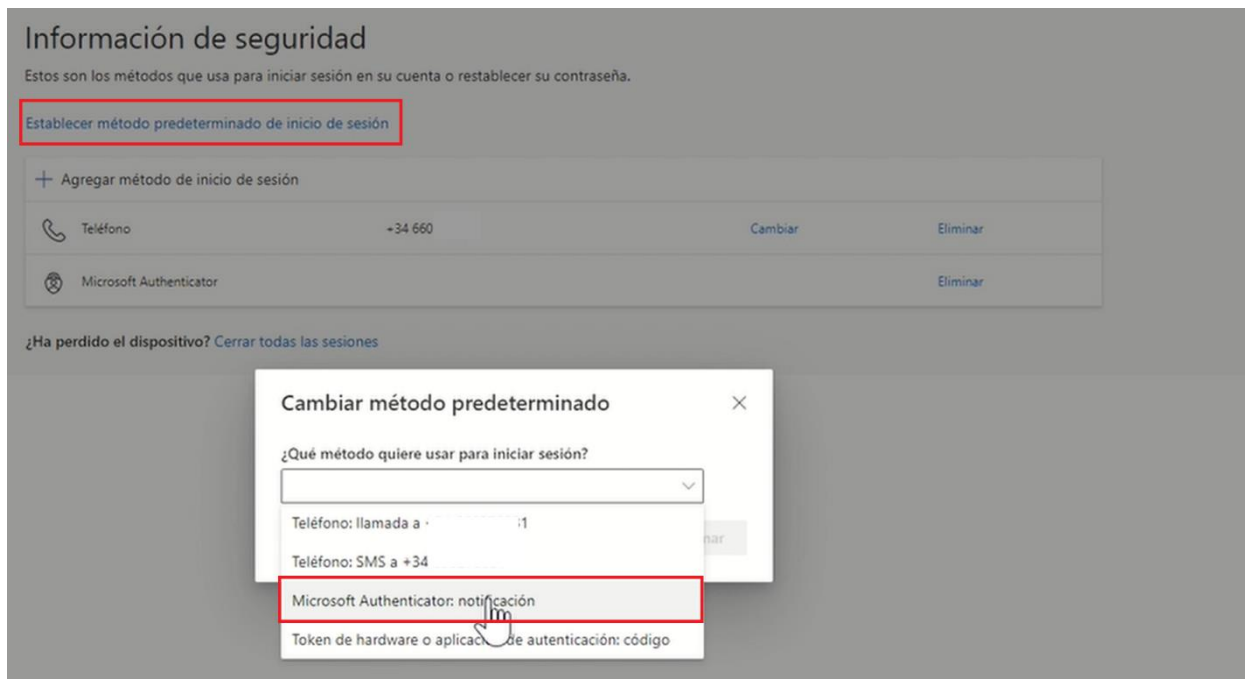 Información de seguridad
Estos son los métodos que usa para iniciar sesión en su cuenta o restablecer su contraseña.
Establecer método predeterminado de inicio de sesión
+ Agregar método de inicio de sesión
Teléfono +34 660 Cambiar Eliminar
Microsoft Authenticator Eliminar
¿Ha perdido el dispositivo? Cerrar todas las sesiones
Cambiar método predeterminado
¿Qué método quiere usar para iniciar sesión?
Teléfono: llamada a
Teléfono: SMS a +34
Microsoft Authenticator: notificación
Token de hardware o aplicación de autenticación: código